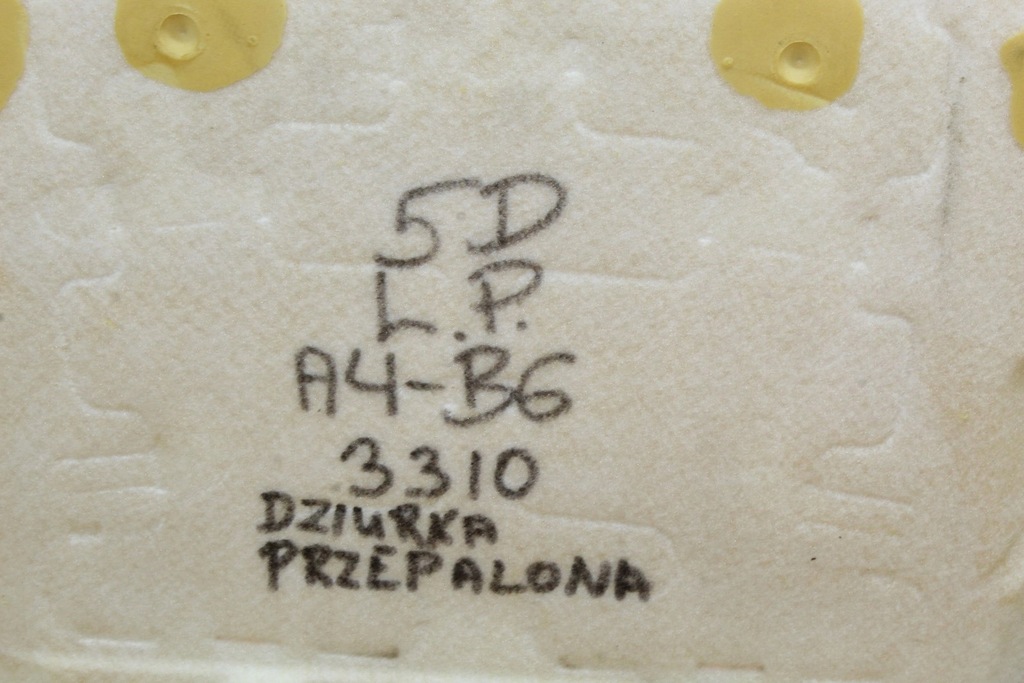 5D
L.P.
A4-B6
3310
DZIURKA
PRZEPALONA